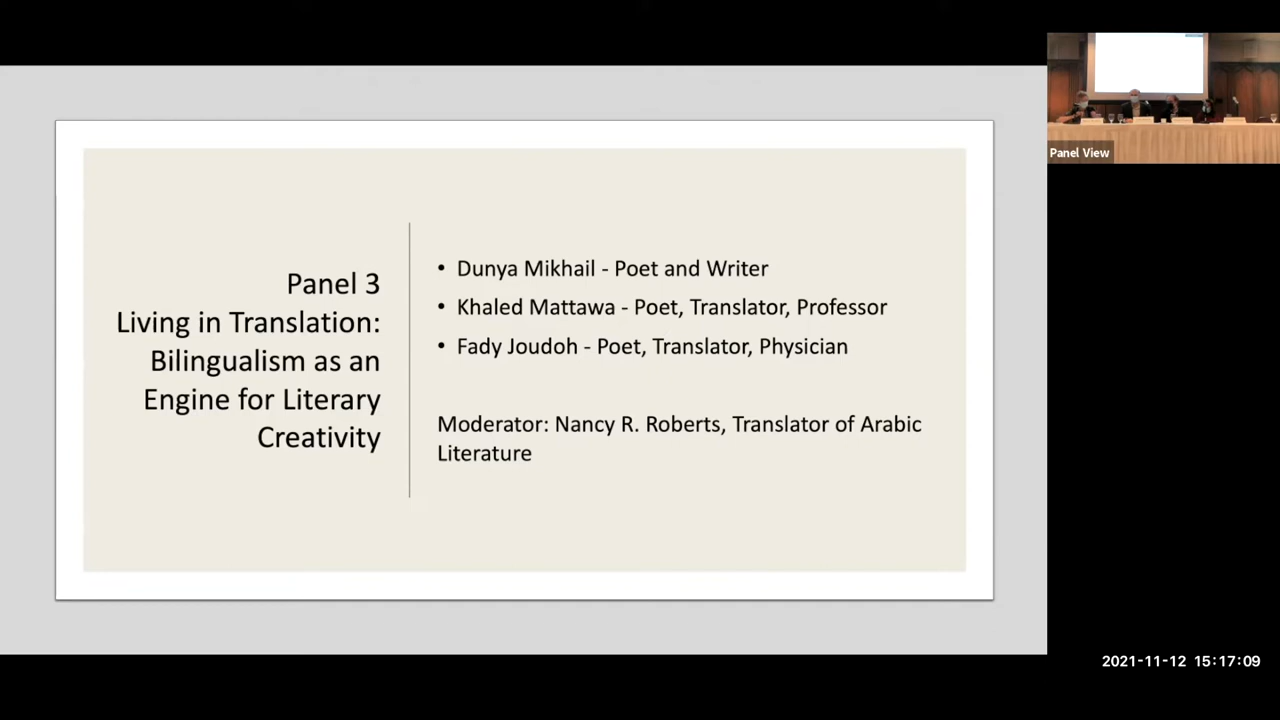 Panel 3
Living in Translation:
Bilingualism as an
Engine for Literary
Creativity
• Dunya Mikhail - Poet and Writer
• Khaled Mattawa - Poet, Translator, Professor
• Fady Joudoh - Poet, Translator, Physician
Moderator: Nancy R. Roberts, Translator of Arabic
Literature
Panel View
2021-11-12 15:17:09